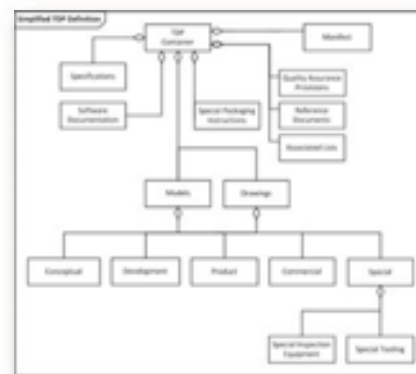 Simplified TDP Definition
TDP
Container
Manifest
Specifications
Quality Assurance
Provisions
Software
Documentation
Special Packaging
Instructions
Reference
Documents
Associated Lists
Models
Drawings
Conceptual
Development
Product
Commercial
Special
Special Inspection
Equipment
Special Tooling